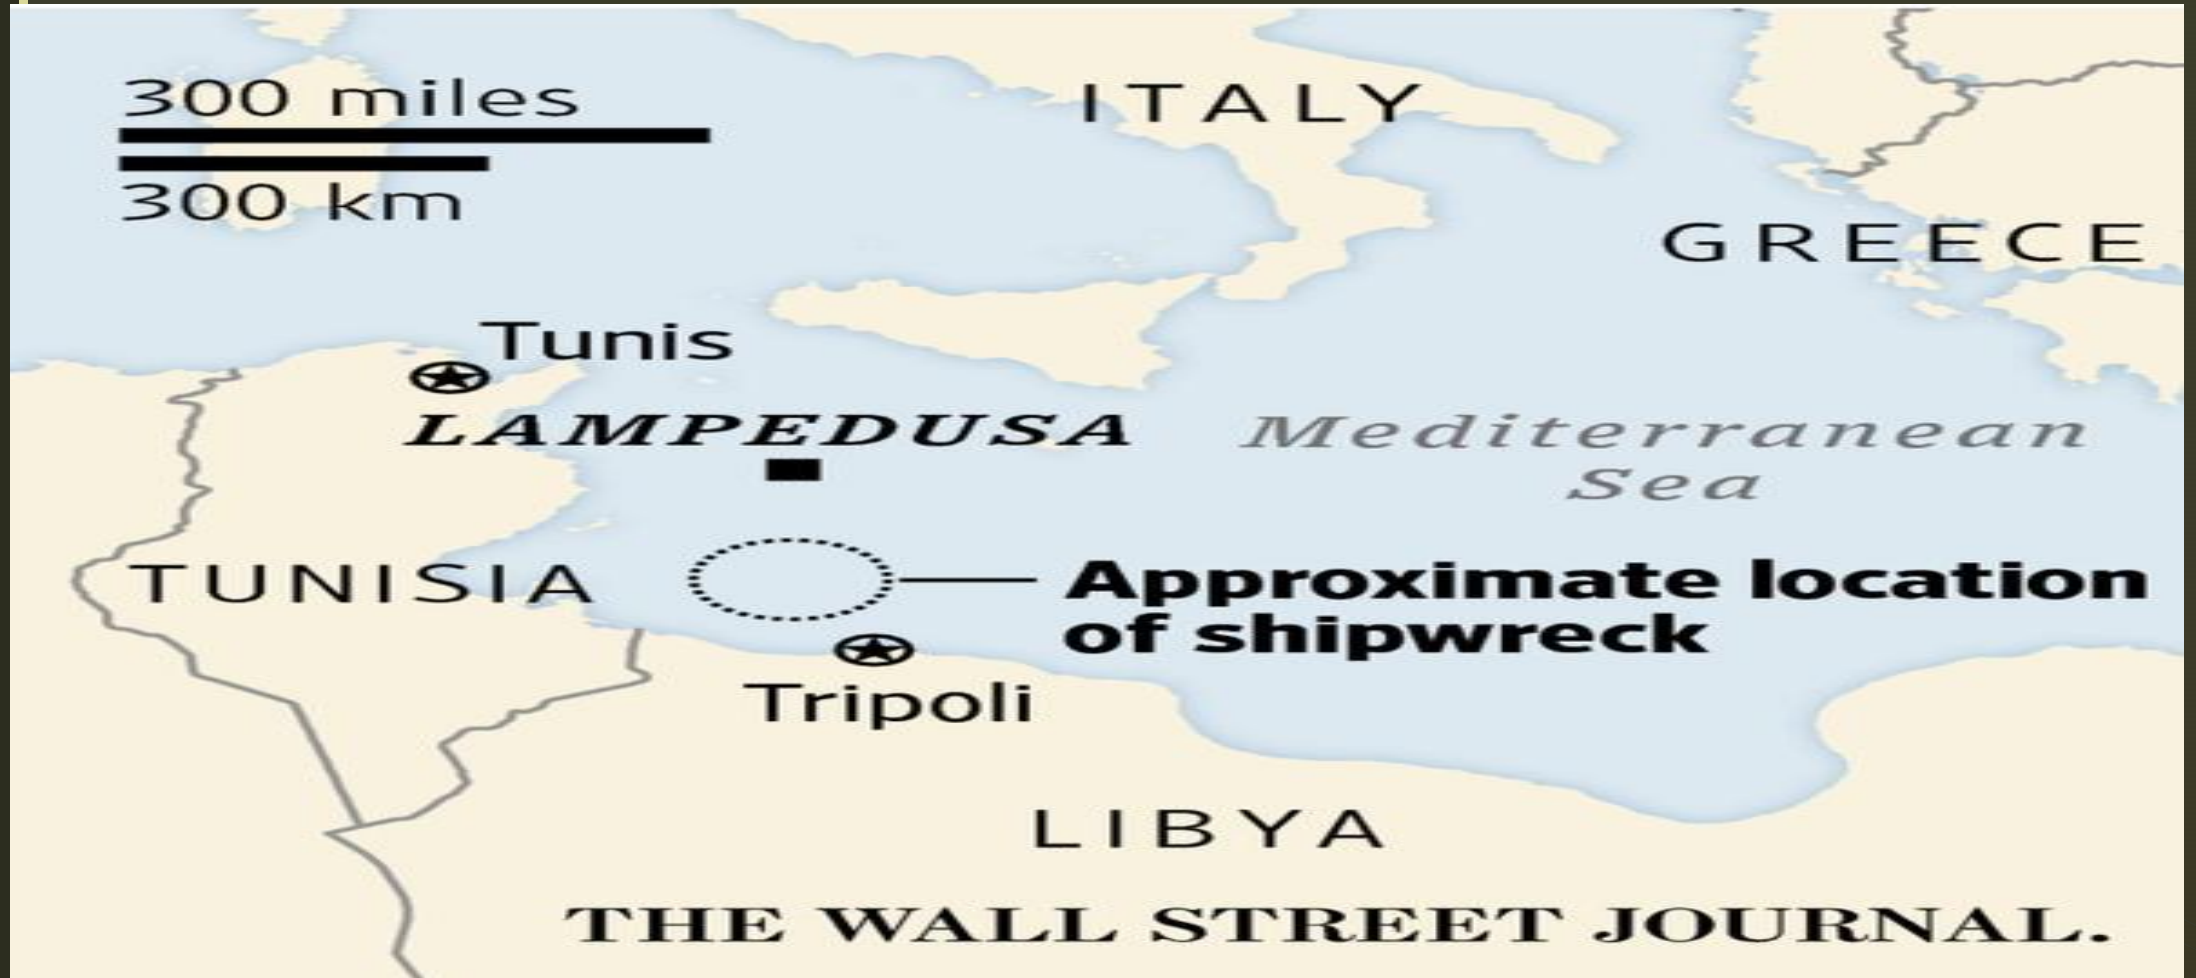 300 miles
300 km
ITALY
GREECE
Tunis
LAMPEDUSA
Mediterranean
Sea
TUNISIA
Approximate location
of shipwreck
Tripoli
LIBYA
THE WALL STREET JOURNAL.